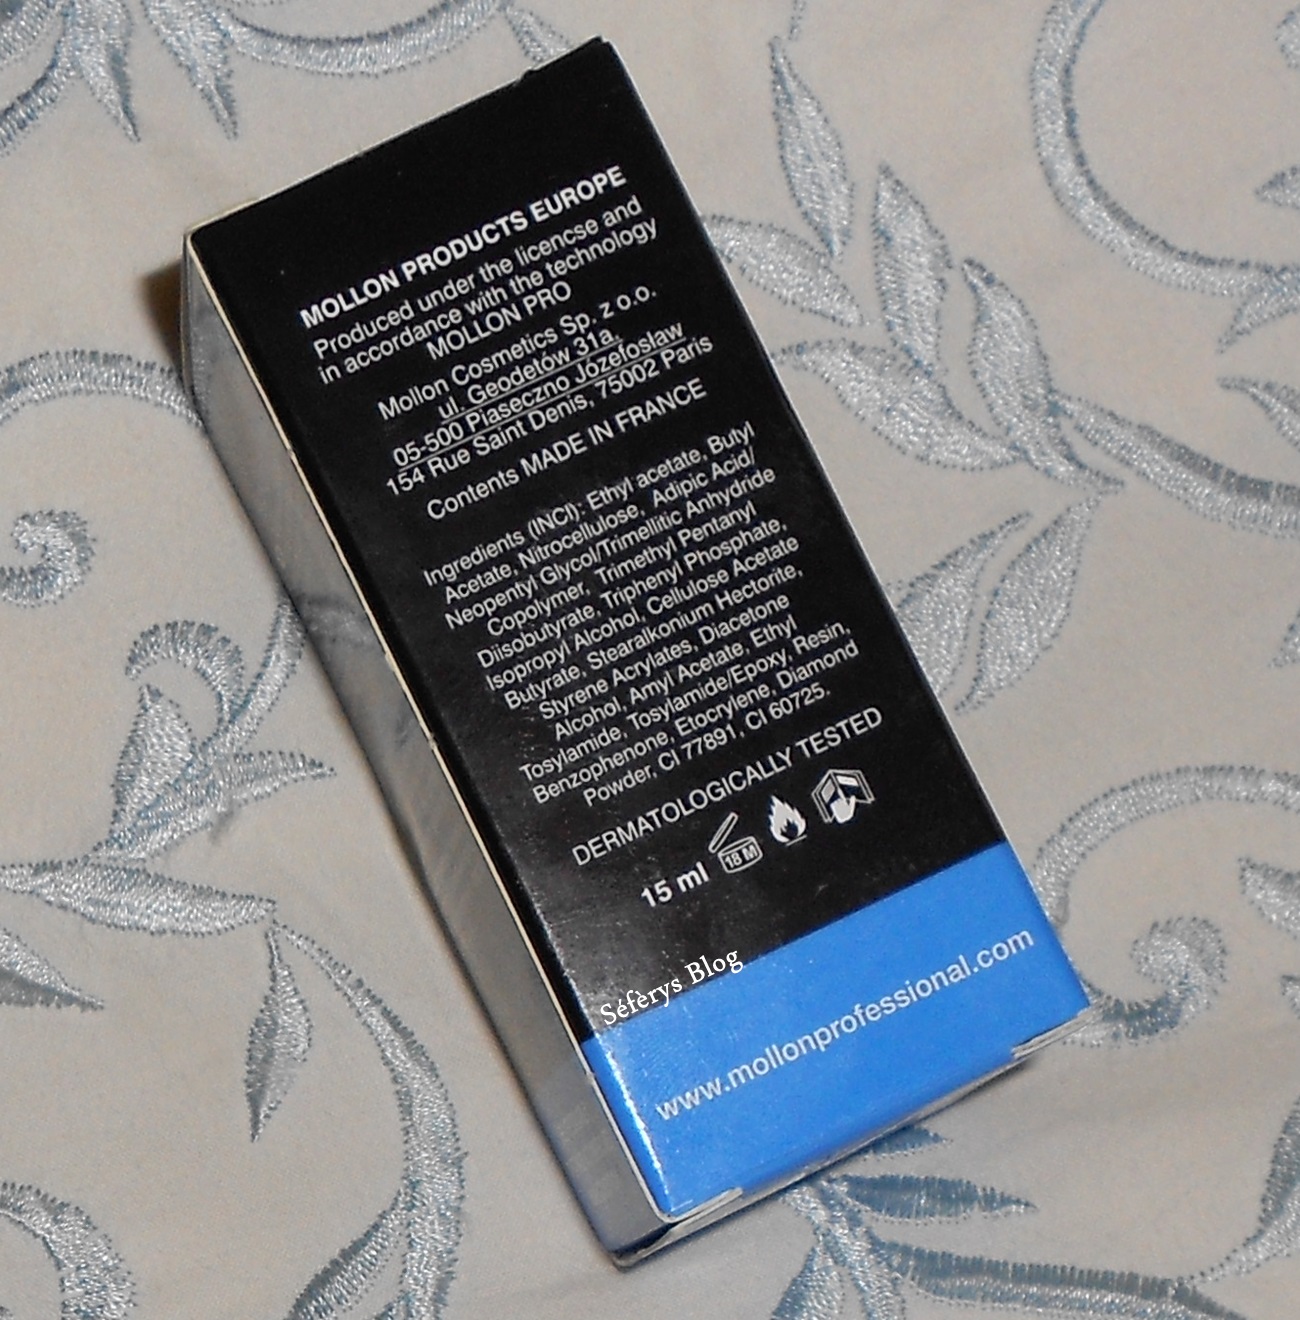 MOLLON PRODUCTS EUROPE
Produced under the licencse and
in accordance with the technology
MOLLON PRO
Mollon Cosmetics Sp. z o.o.
ul. Geodetów 31a,
05-500 Piaseczno Józefosław
154 Rue Saint Denis, 75002 Paris
Contents MADE IN FRANCE
Ingredients (INCI): Ethyl acetate, Butyl
Acetate, Nitrocellulose, Adipic Acid/
Neopentyl Glycol/Trimellitic Anhydride
Copolymer, Trimethyl Pentanyl
Diisobutyrate, Triphenyl Phosphate,
Isopropyl Alcohol, Cellulose Acetate
Butyrate, Stearalkonium Hectorite,
Styrene Acrylates, Diacetone
Alcohol, Amyl Acetate, Ethyl
Tosylamide, Tosylamide/Epoxy, Resin,
Benzophenone, Etocrylene, Diamond
Powder, CI 77891, CI 60725.
DERMATOLOGICALLY TESTED
15 ml 18 M
Séférys Blog
www.mollonprofessional.com